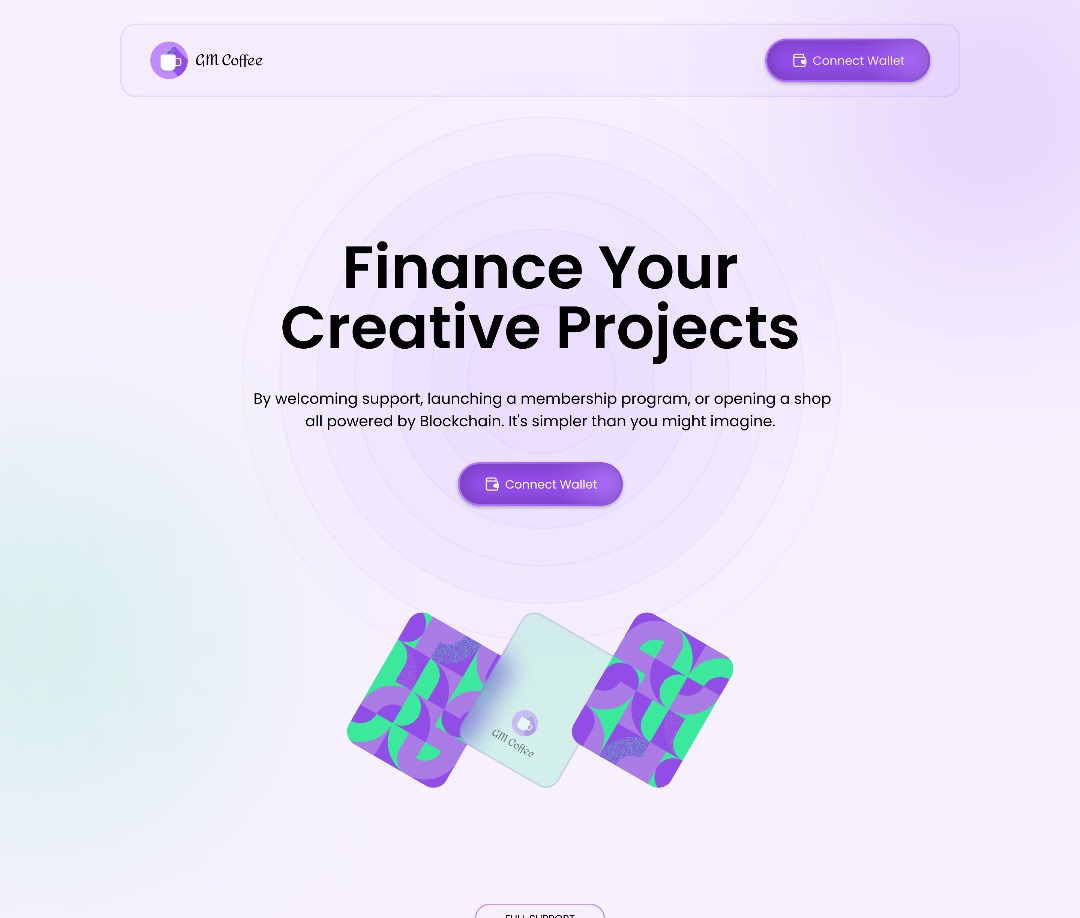 GM Coffee
Connect Wallet
Finance Your
Creative Projects
By welcoming support, launching a membership program, or opening a shop
all powered by Blockchain. It's simpler than you might imagine.
Connect Wallet
GM Coffee
FULL SUPPORT